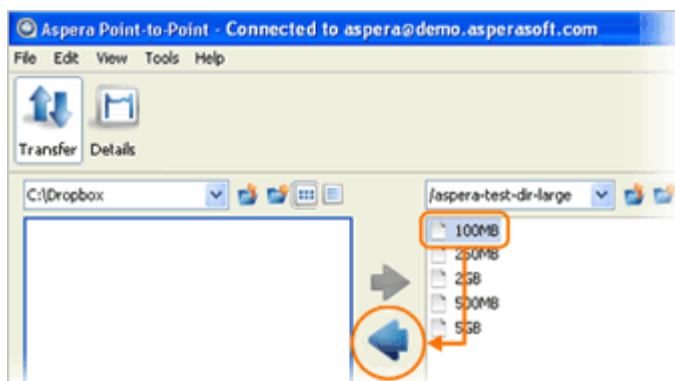 Aspera Point-to-Point - Connected to aspera@demo.asperasoft.com
File Edit View Tools Help
Transfer Details
C:\Dropbox /aspera-test-dir-large
100MB
250MB
2GB
500MB
5GB